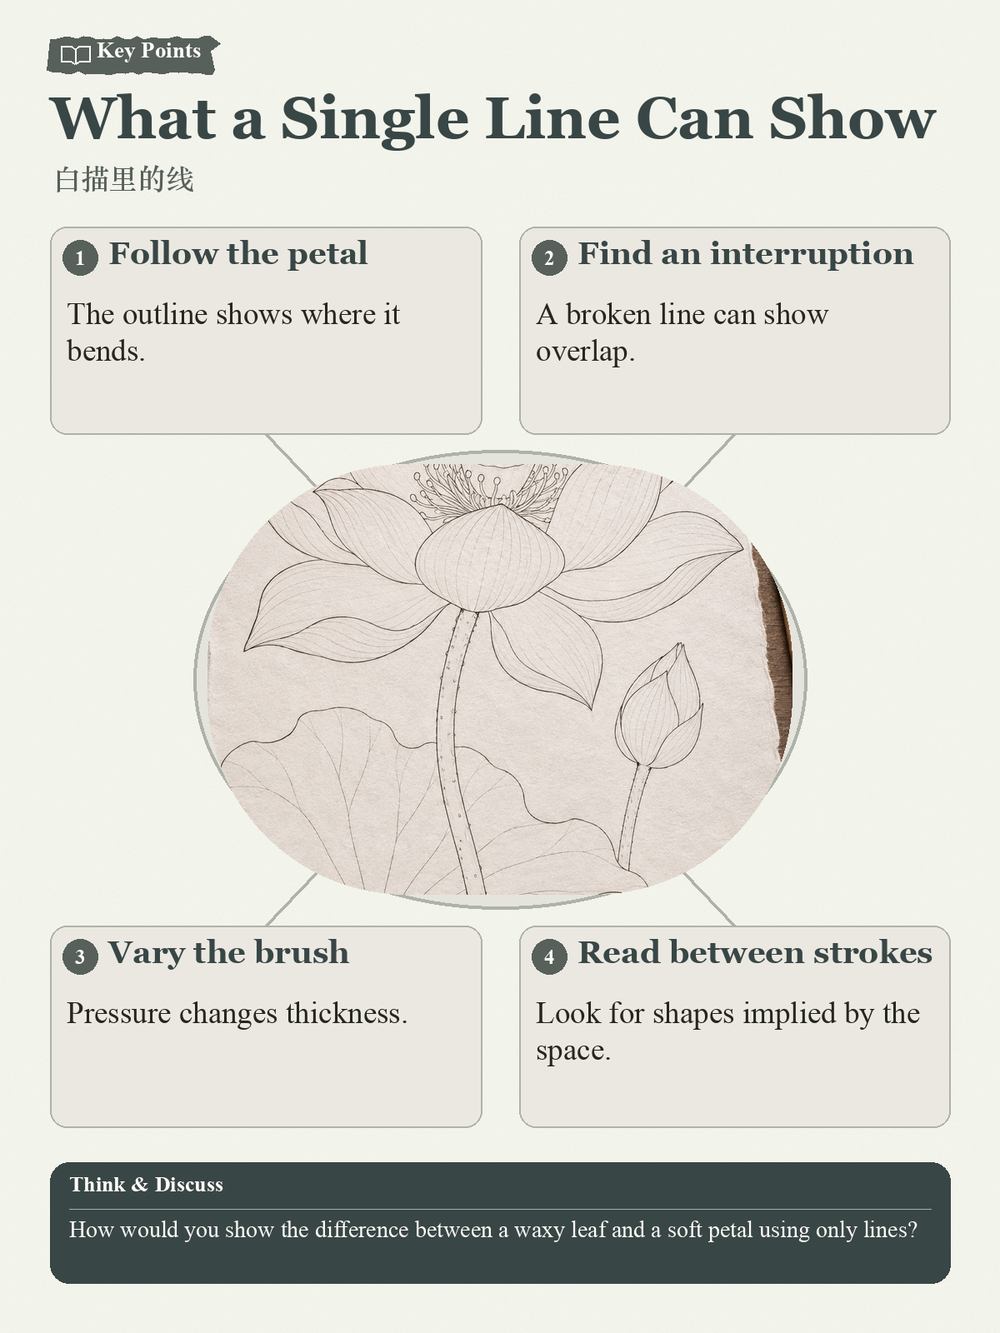 Key Points
What a Single Line Can Show
白描里的线
1 Follow the petal
The outline shows where it
bends.
2 Find an interruption
A broken line can show
overlap.
3 Vary the brush
Pressure changes thickness.
4 Read between strokes
Look for shapes implied by the
space.
Think & Discuss
How would you show the difference between a waxy leaf and a soft petal using only lines?